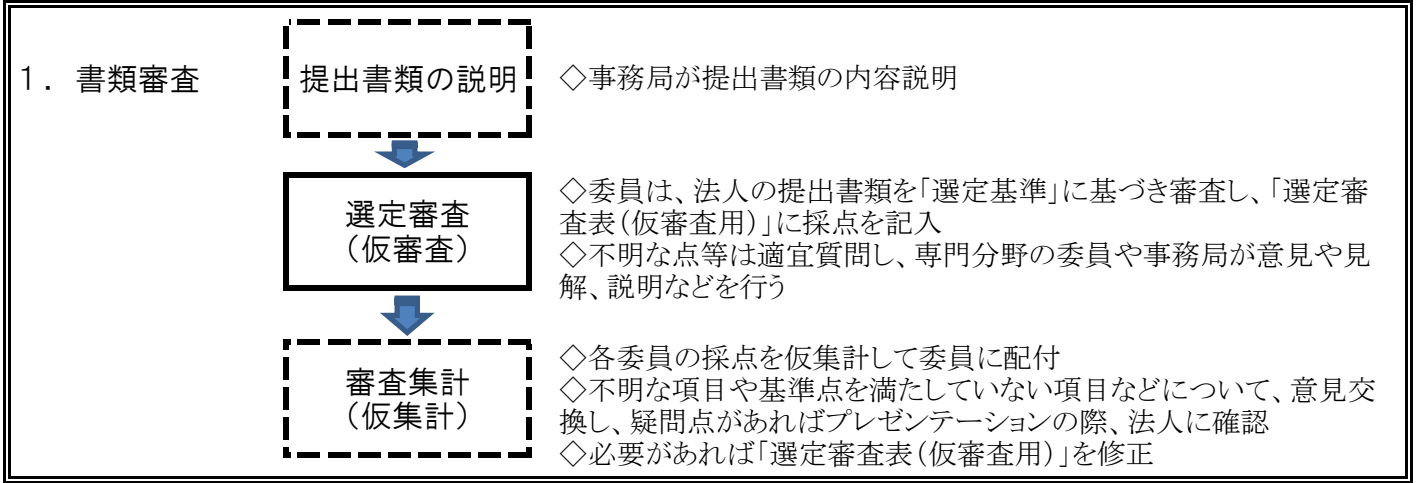 1. 書類審査
提出書類の説明
◇事務局が提出書類の内容説明
選定審査
(仮審査)
◇委員は、法人の提出書類を「選定基準」に基づき審査し、「選定審
査表(仮審査用)」に採点を記入
◇不明な点等は適宜質問し、専門分野の委員や事務局が意見や見
解、説明などを行う
審査集計
(仮集計)
◇各委員の採点を仮集計して委員に配付
◇不明な項目や基準点を満たしていない項目などについて、意見交
換し、疑問点があればプレゼンテーションの際、法人に確認
◇必要があれば「選定審査表(仮審査用)」を修正